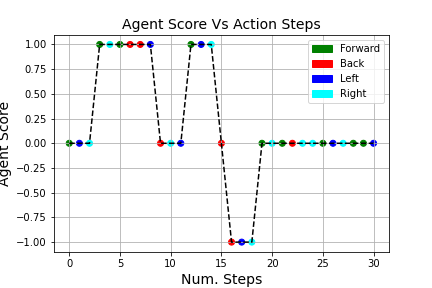 Agent Score Vs Action Steps
1.00
0.75
0.50
0.25
0.00
−0.25
−0.50
−0.75
−1.00
Agent Score
Forward
Back
Left
Right
0 5 10 15 20 25 30
Num. Steps